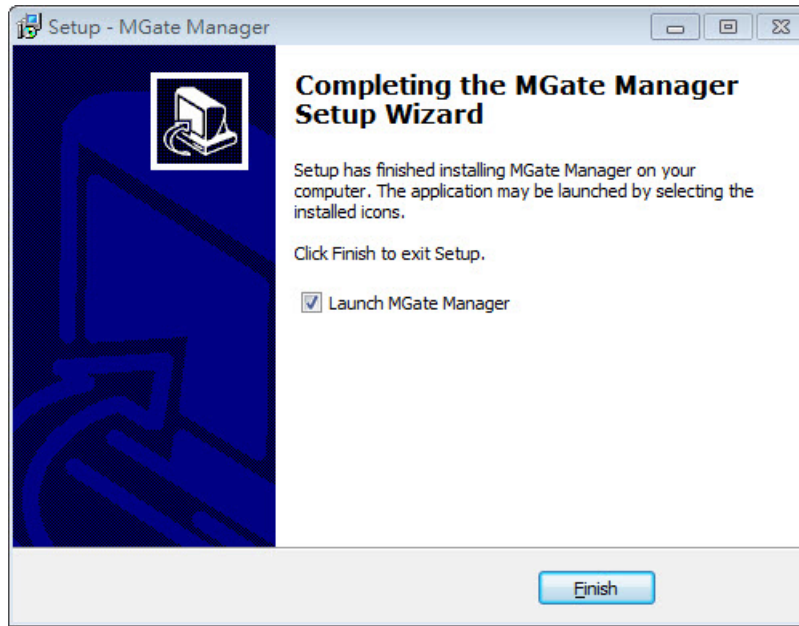 Setup - MGate Manager
Completing the MGate Manager
Setup Wizard
Setup has finished installing MGate Manager on your
computer. The application may be launched by selecting the
installed icons.
Click Finish to exit Setup.
Launch MGate Manager
Finish